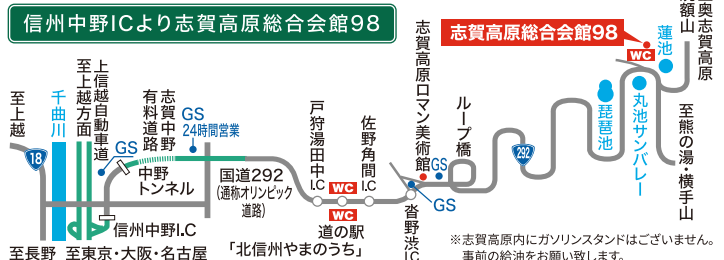 信州中野ICより志賀高原総合会館98
志賀高原総合会館98
WC
至上越
18
千曲川
至上越方面
上信越自動車道
GS
志賀中野
有料道路
GS
24時間営業
中野
トンネル
信州中野I.C
至長野
至東京・大阪・名古屋
国道292
(通称オリンピック
道路)
戸狩湯田中I.C
WC
WC
道の駅
「北信州やまのうち」
佐野角間I.C
志賀高原ロマン美術館
GS
GS
沓野渋IC
ループ橋
292
琵琶池
丸池サンバレー
蓮池
額山
至奥志賀高原
至熊の湯・横手山
※志賀高原内にガソリンスタンドはございません。
事前の給油をお願い致します。